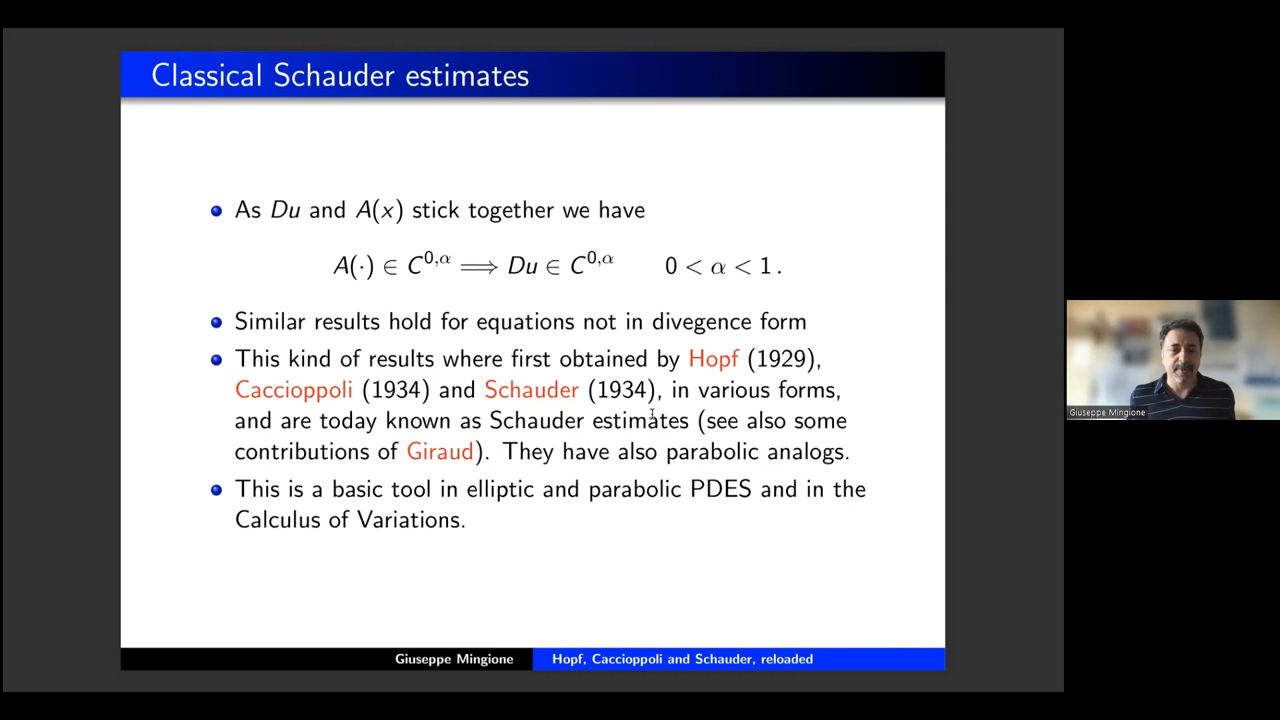 Classical Schauder estimates
As Du and A(x) stick together we have
A(·) ∈ C^{0,α} ⟹ Du ∈ C^{0,α}    0 < α < 1 .
Similar results hold for equations not in divegence form
This kind of results where first obtained by Hopf (1929),
Caccioppoli (1934) and Schauder (1934), in various forms,
and are today known as Schauder estimates (see also some
contributions of Giraud). They have also parabolic analogs.
This is a basic tool in elliptic and parabolic PDES and in the
Calculus of Variations.
Giuseppe Mingione
Hopf, Caccioppoli and Schauder, reloaded
Giuseppe Mingione